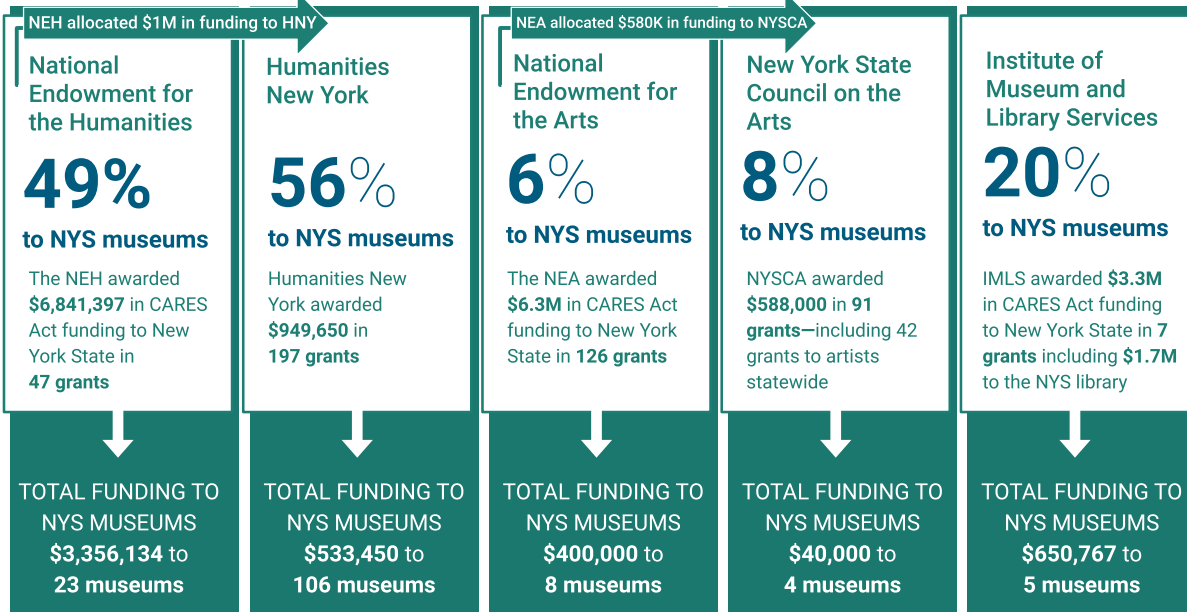 NEH allocated $1M in funding to HNY
National
Endowment for
the Humanities
49%
to NYS museums
The NEH awarded
$6,841,397 in CARES
Act funding to New
York State in
47 grants
TOTAL FUNDING TO
NYS MUSEUMS
$3,356,134 to
23 museums
Humanities
New York
56%
to NYS museums
Humanities New
York awarded
$949,650 in
197 grants
TOTAL FUNDING TO
NYS MUSEUMS
$533,450 to
106 museums
NEA allocated $580K in funding to NYSCA
National
Endowment for
the Arts
6%
to NYS museums
The NEA awarded
$6.3M in CARES Act
funding to New York
State in 126 grants
TOTAL FUNDING TO
NYS MUSEUMS
$400,000 to
8 museums
New York State
Council on the
Arts
8%
to NYS museums
NYSCA awarded
$588,000 in 91
grants—including 42
grants to artists
statewide
TOTAL FUNDING TO
NYS MUSEUMS
$40,000 to
4 museums
Institute of
Museum and
Library Services
20%
to NYS museums
IMLS awarded $3.3M
in CARES Act funding
to New York State in 7
grants including $1.7M
to the NYS library
TOTAL FUNDING TO
NYS MUSEUMS
$650,767 to
5 museums